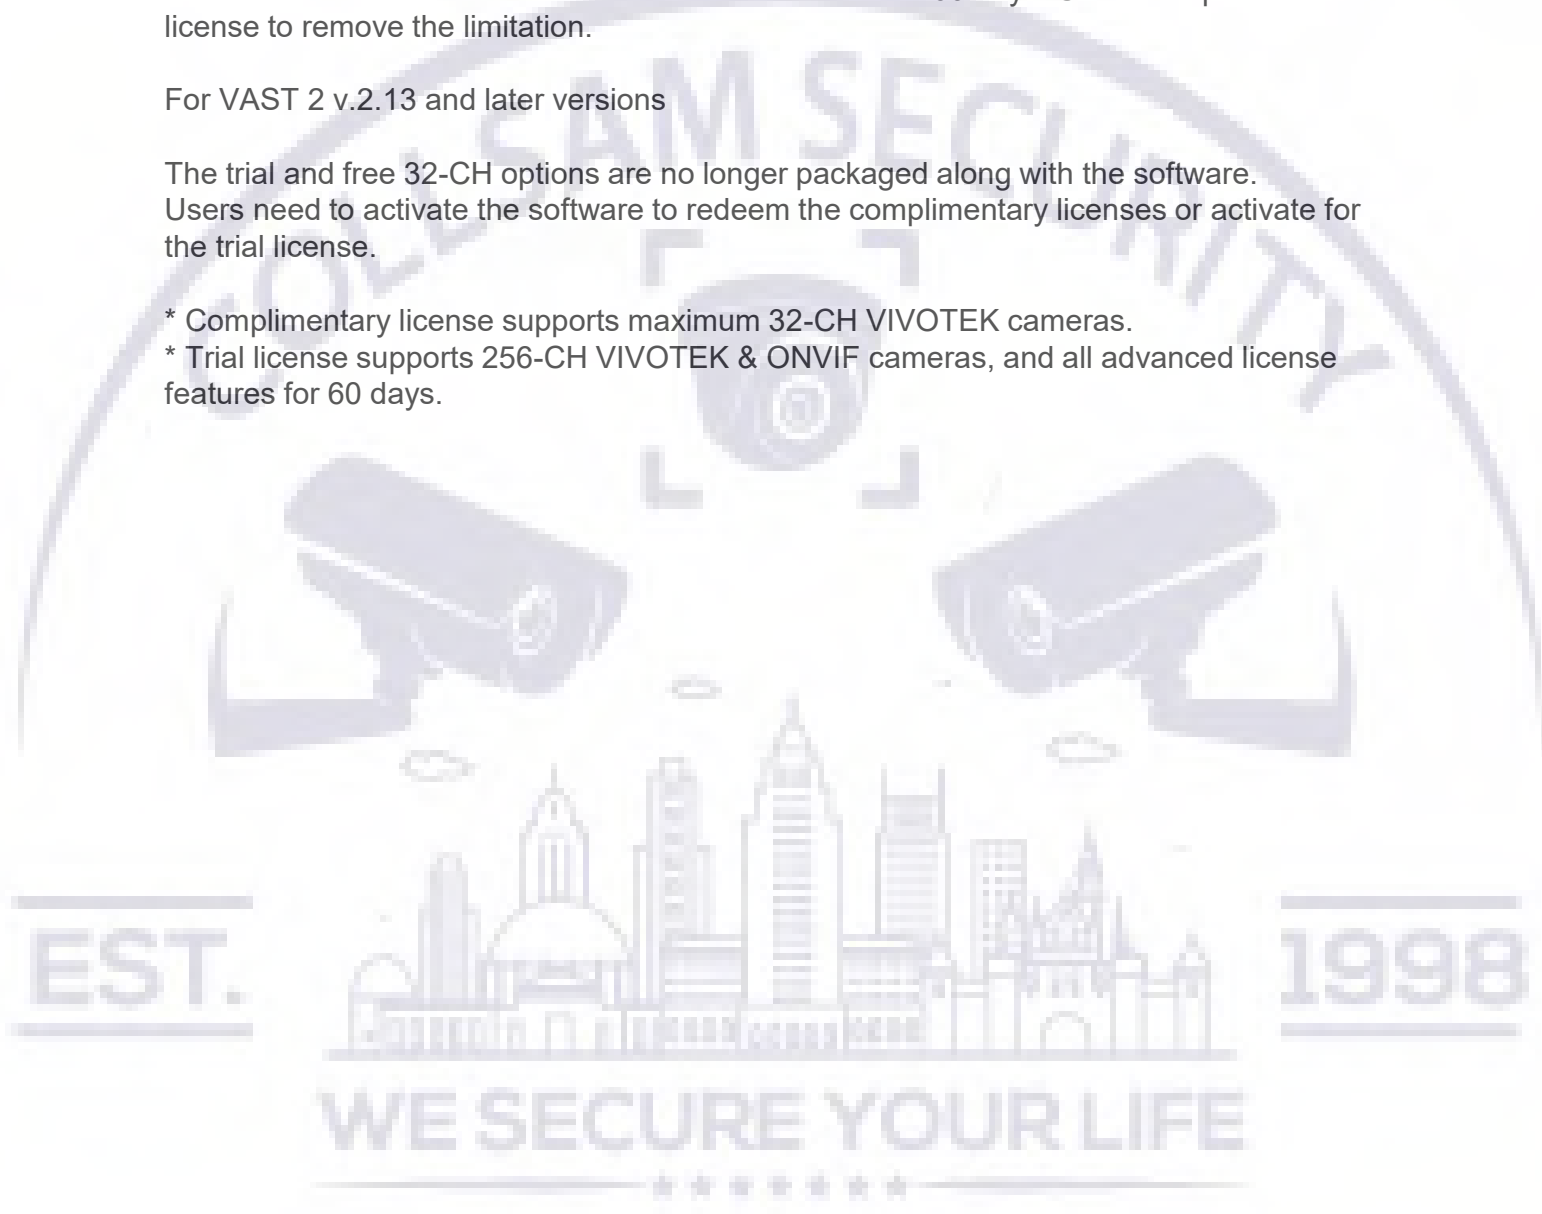 license to remove the limitation.
For VAST 2 v.2.13 and later versions
The trial and free 32-CH options are no longer packaged along with the software.
Users need to activate the software to redeem the complimentary licenses or activate for
the trial license.
* Complimentary license supports maximum 32-CH VIVOTEK cameras.
* Trial license supports 256-CH VIVOTEK & ONVIF cameras, and all advanced license
features for 60 days.
COLLSAM SECURITY
EST.
1998
WE SECURE YOUR LIFE